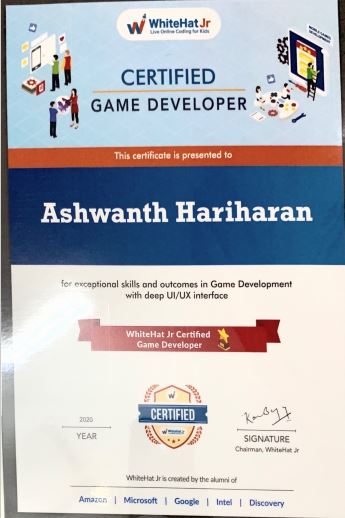 WhiteHat Jr
Live Online Coding for Kids
CERTIFIED
GAME DEVELOPER
This certificate is presented to
Ashwanth Hariharan
for exceptional skills and outcomes in Game Development
with deep UI/UX interface
WhiteHat Jr Certified
Game Developer
2020
YEAR
CERTIFIED
WhiteHat Jr
SIGNATURE
Chairman, WhiteHat Jr
WhiteHat Jr is created by the alumni of
Amazon | Microsoft | Google | Intel | Discovery